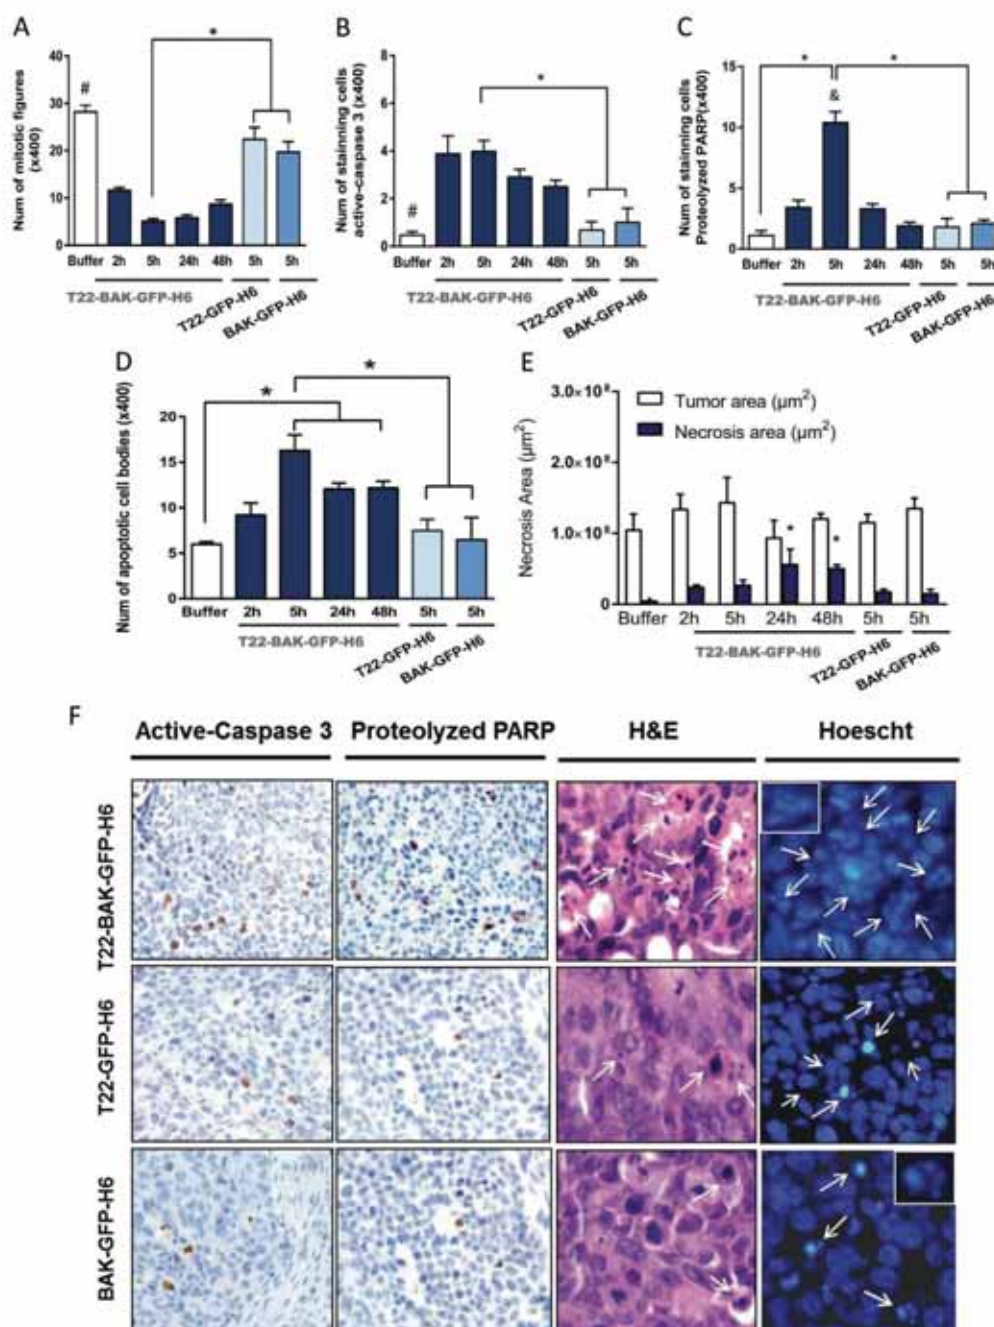 A
Num of mitotic figures
(x400)
40
30
20
10
0
#
*
Buffer 2h 5h 24h 48h 5h 5h
T22-BAK-GFP-H6
T22-GFP-H6
BAK-GFP-H6
B
Num of stainning cells
active-caspase 3 (x400)
8
6
4
2
0
#
*
Buffer 2h 5h 24h 48h 5h 5h
T22-BAK-GFP-H6
T22-GFP-H6
BAK-GFP-H6
C
Num of stainning cells
Proteolyzed PARP(x400)
15
10
5
0
* *
&
Buffer 2h 5h 24h 48h 5h 5h
T22-BAK-GFP-H6
T22-GFP-H6
BAK-GFP-H6
D
Num of apoptotic cell bodies (x400)
20
15
10
5
0
* *
Buffer 2h 5h 24h 48h 5h 5h
T22-BAK-GFP-H6
T22-GFP-H6
BAK-GFP-H6
E
Necrosis Area (µm²)
3.0×10⁸
2.0×10⁸
1.0×10⁸
0
Tumor area (µm²)
Necrosis area (µm²)
* *
Buffer 2h 5h 24h 48h 5h 5h
T22-BAK-GFP-H6
T22-GFP-H6
BAK-GFP-H6
F
Active-Caspase 3 Proteolyzed PARP H&E Hoescht
T22-BAK-GFP-H6
T22-GFP-H6
BAK-GFP-H6